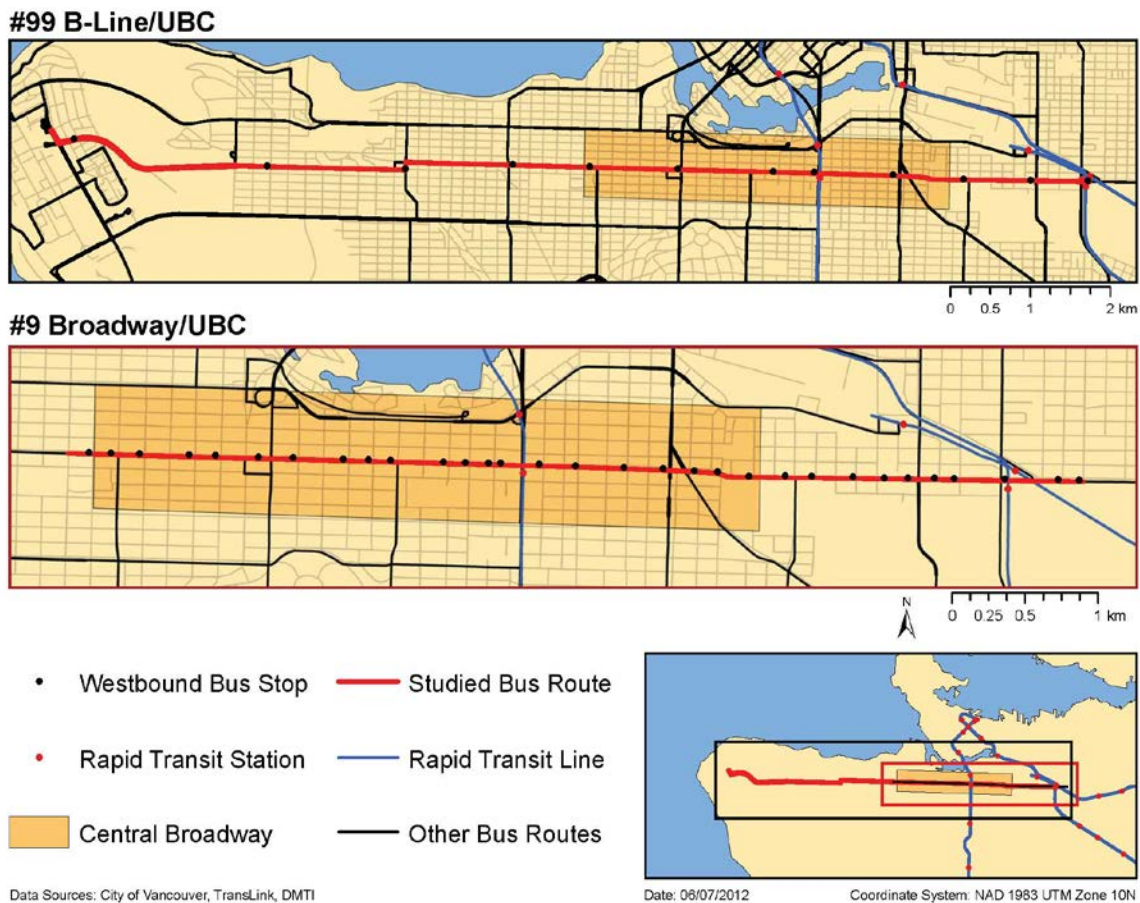 #99 B-Line/UBC
0 0.5 1 2 km
#9 Broadway/UBC
N
0 0.25 0.5 1 km
Westbound Bus Stop
Studied Bus Route
Rapid Transit Station
Rapid Transit Line
Central Broadway
Other Bus Routes
Data Sources: City of Vancouver, TransLink, DMTI
Date: 06/07/2012
Coordinate System: NAD 1983 UTM Zone 10N